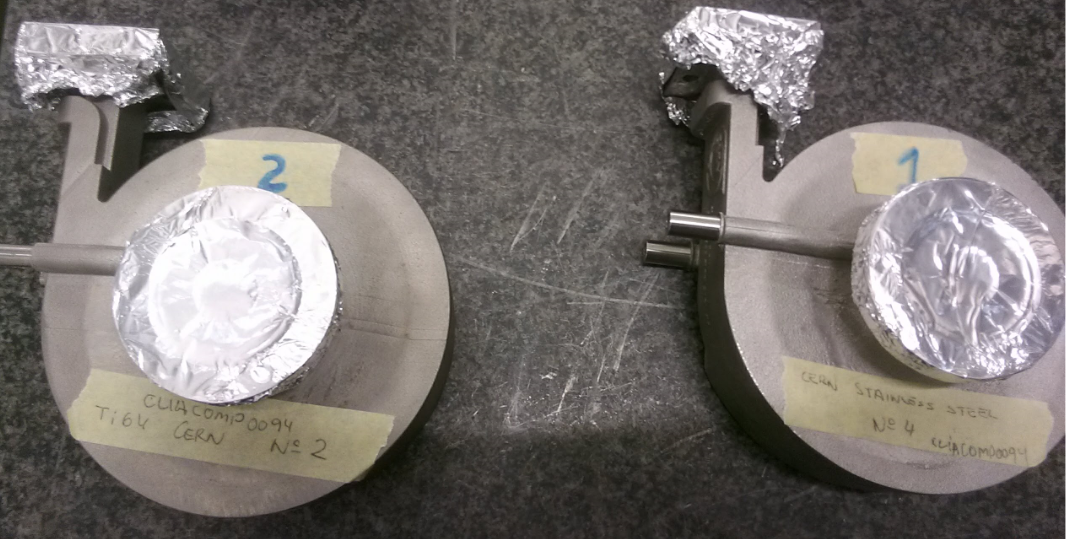 2
CLIACOMP0094
Ti64 CERN Nº 2
1
CERN STAINLESS STEEL
Nº 4 CLIACOMP0094